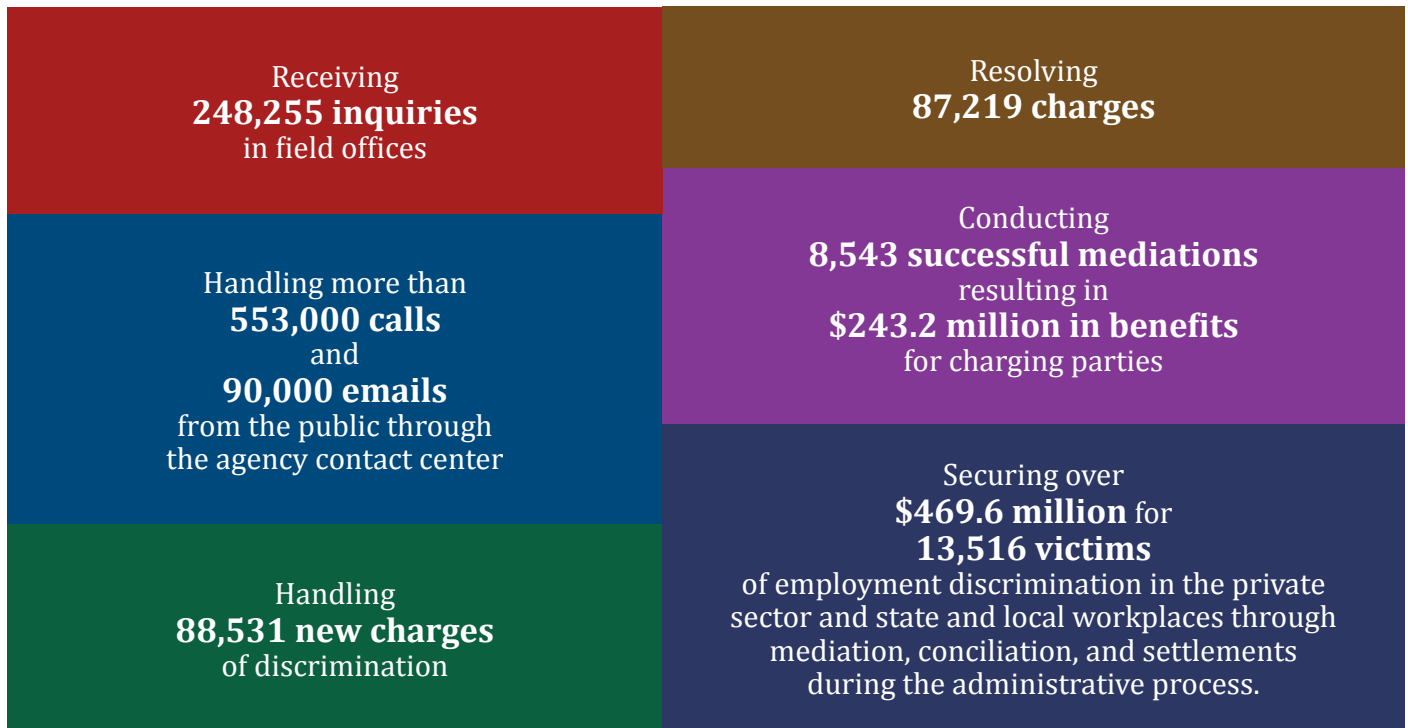 Receiving
248,255 inquiries
in field offices
Handling more than
553,000 calls
and
90,000 emails
from the public through
the agency contact center
Handling
88,531 new charges
of discrimination
Resolving
87,219 charges
Conducting
8,543 successful mediations
resulting in
$243.2 million in benefits
for charging parties
Securing over
$469.6 million for
13,516 victims
of employment discrimination in the private
sector and state and local workplaces through
mediation, conciliation, and settlements
during the administrative process.